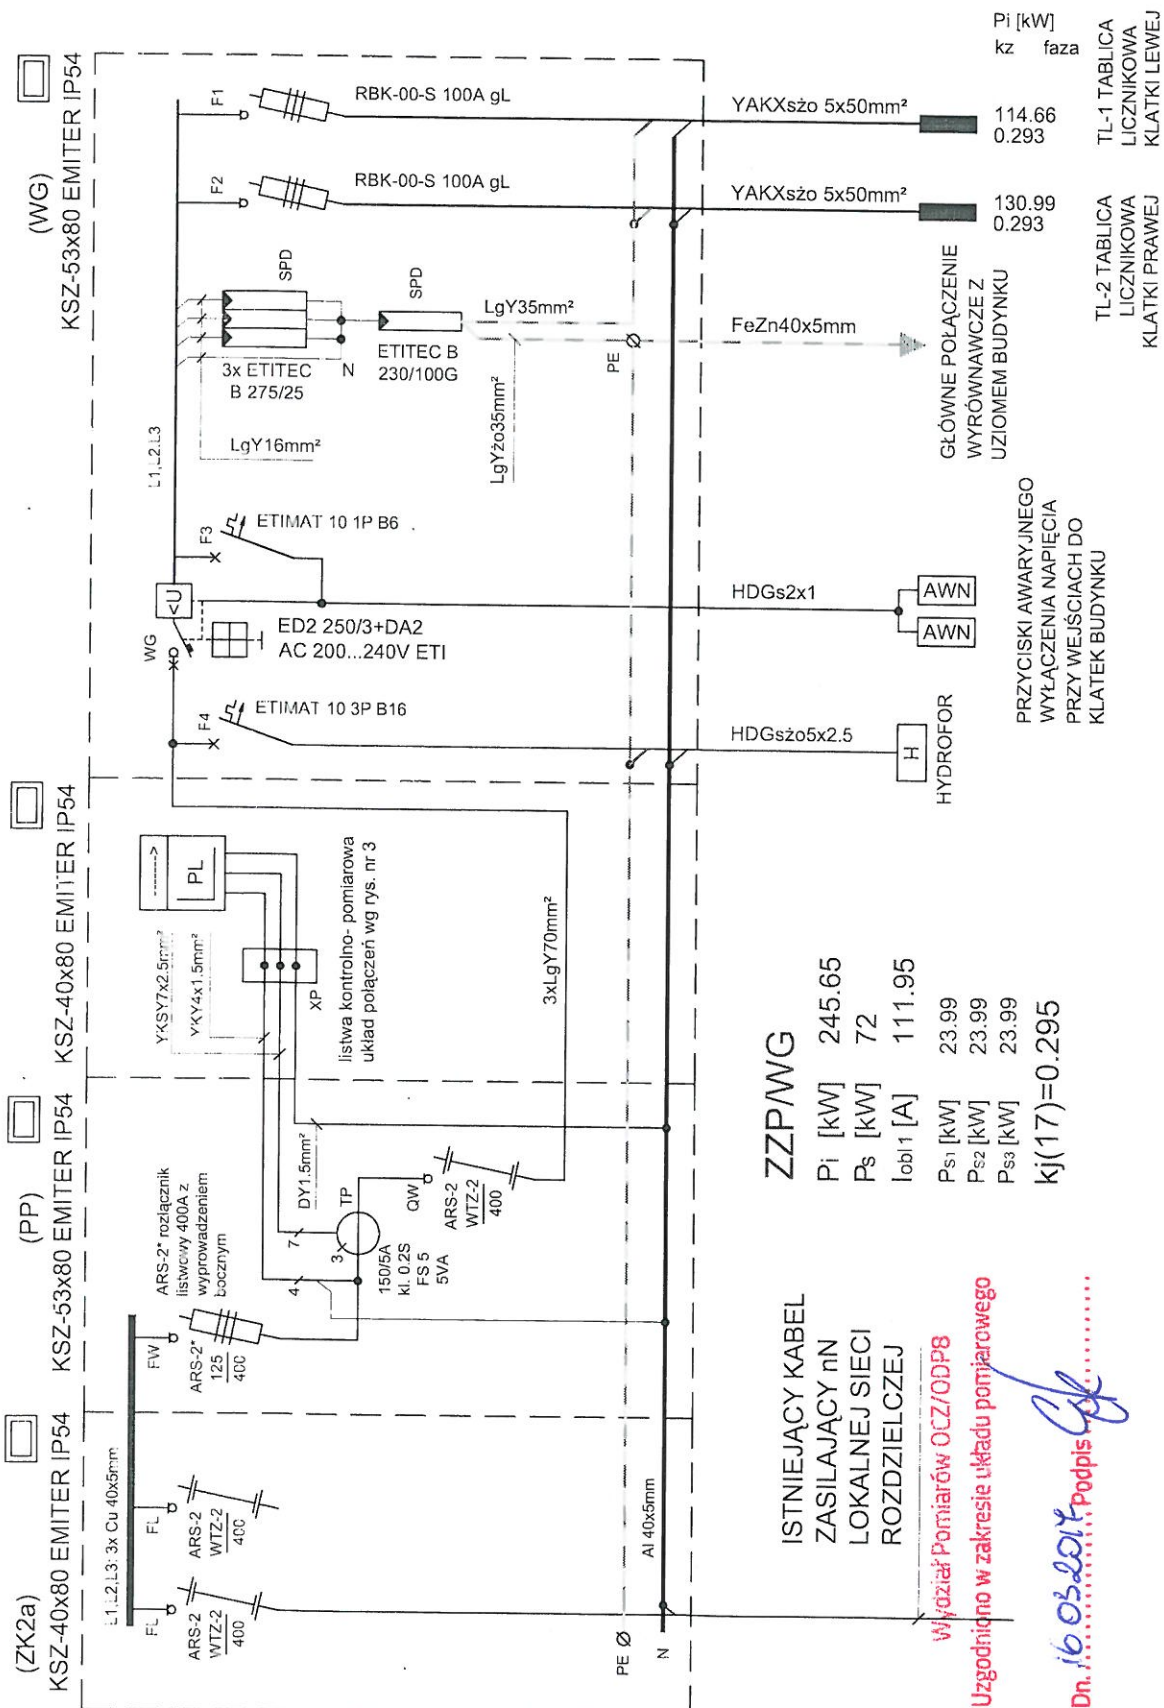 (ZK2a)
KSZ-40x80 EMITER IP54
(PP)
KSZ-53x80 EMITER IP54
KSZ-40x80 EMITER IP54
(WG)
KSZ-53x80 EMITER IP54
L1,L2,L3: 3x Cu 40x5mm
FL
ARS-2
WTZ-2
400
FL
ARS-2
WTZ-2
400
FW
ARS-2*
125
400
ARS-2* rozłącznik
listwowy 400A z
wyprowadzeniem
bocznym
4
7
3
TP
150/5A
kl. 0.2S
FS 5
5VA
DY1.5mm²
QW
ARS-2
WTZ-2
400
YKSY7x2.5mm²
YKY4x1.5mm²
PL
XP
listwa kontrolno- pomiarowa
układ połączeń wg rys. nr 3
3xLgY70mm²
F4
ETIMAT 10 3P B16
WG
<U
ED2 250/3+DA2
AC 200...240V ETI
F3
ETIMAT 10 1P B6
L1,L2,L3
LgY16mm²
3x ETITEC
B 275/25
SPD
N
ETITEC B
230/100G
SPD
LgY35mm²
LgYżo35mm²
F2
RBK-00-S 100A gL
F1
RBK-00-S 100A gL
PE
N
Al 40x5mm
PE
HDGsżo5x2.5
H
HYDROFOR
HDGs2x1
AWN
AWN
PRZYCISKI AWARYJNEGO
WYŁĄCZENIA NAPIĘCIA
PRZY WEJŚCIACH DO
KLATEK BUDYNKU
FeZn40x5mm
GŁÓWNE POŁĄCZENIE
WYRÓWNAWCZE Z
UZIOMEM BUDYNKU
YAKXsżo 5x50mm²
130.99
0.293
TL-2 TABLICA
LICZNIKOWA
KLATKI PRAWEJ
YAKXsżo 5x50mm²
114.66
0.293
TL-1 TABLICA
LICZNIKOWA
KLATKI LEWEJ
Pi [kW]
kz faza
ISTNIEJĄCY KABEL
ZASILAJĄCY nN
LOKALNEJ SIECI
ROZDZIELCZEJ
ZZP/WG
Pi [kW] 245.65
Ps [kW] 72
Iobl1 [A] 111.95
Ps1 [kW] 23.99
Ps2 [kW] 23.99
Ps3 [kW] 23.99
kj(17)=0.295
Wydział Pomiarów OCZ/ODP8
Uzgodniono w zakresie układu pomiarowego
Dn. 16 03.2017 Podpis